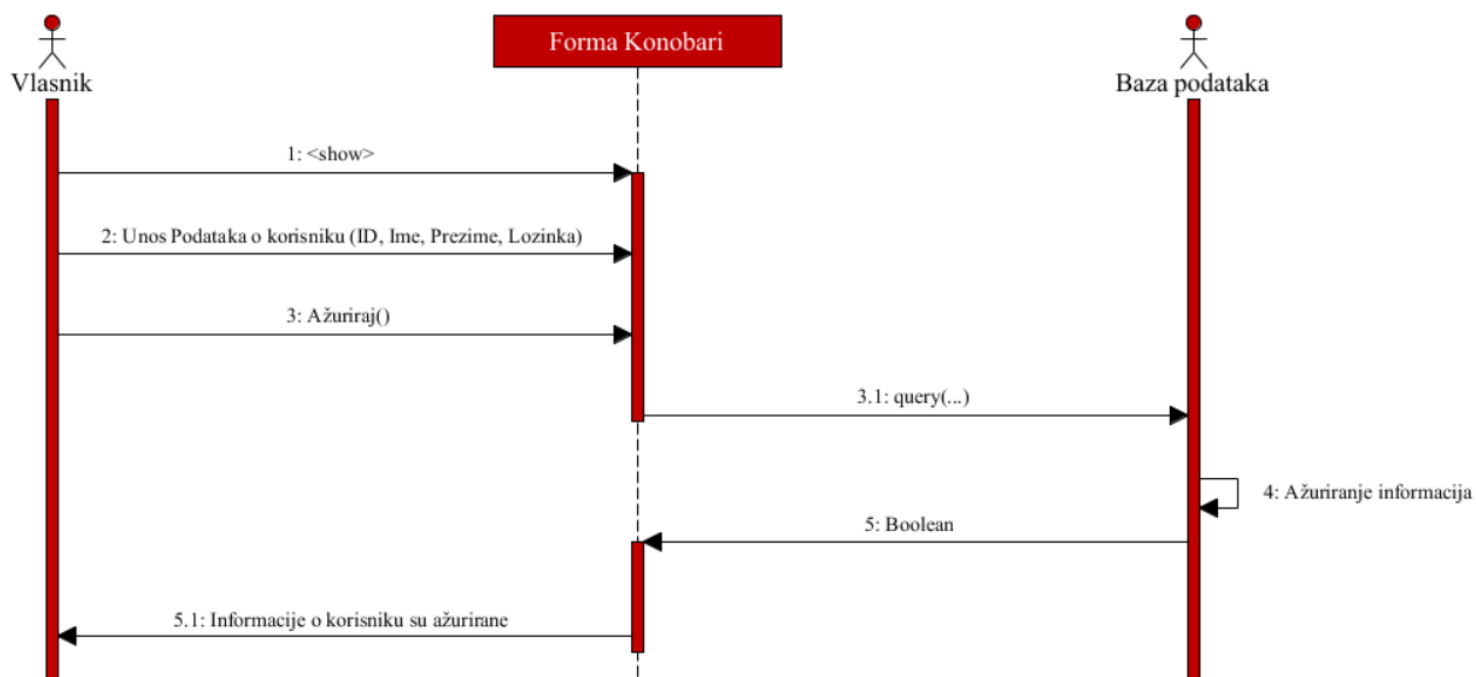 Vlasnik
Forma Konobari
Baza podataka
1: <show>
2: Unos Podataka o korisniku (ID, Ime, Prezime, Lozinka)
3: Ažuriraj()
3.1: query(...)
4: Ažuriranje informacija
5: Boolean
5.1: Informacije o korisniku su ažurirane